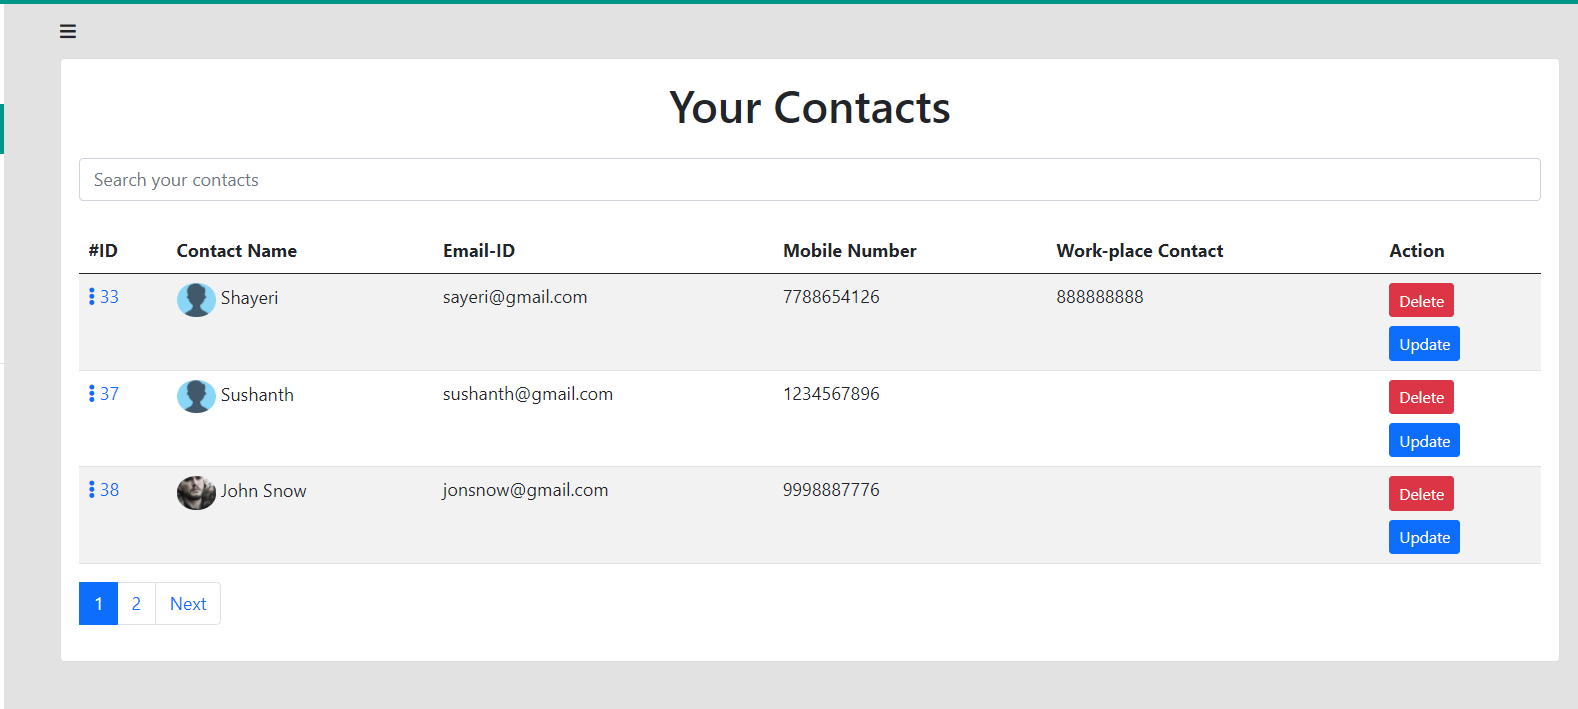 Your Contacts
Search your contacts
#ID Contact Name Email-ID Mobile Number Work-place Contact Action
33 Shayeri sayeri@gmail.com 7788654126 888888888 Delete
Update
37 Sushanth sushanth@gmail.com 1234567896 Delete
Update
38 John Snow jonsnow@gmail.com 9998887776 Delete
Update
1 2 Next